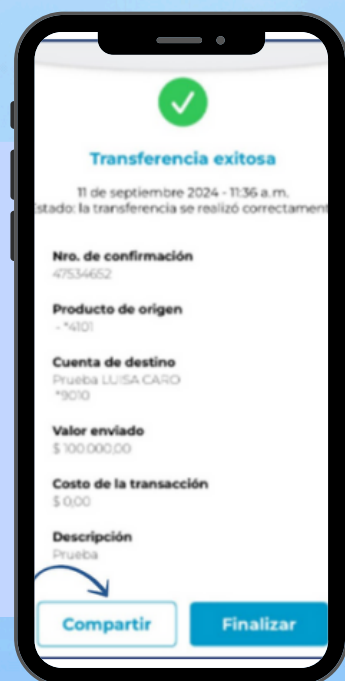 Transferencia exitosa
11 de septiembre 2024 - 11:36 a. m.
stado: la transferencia se realizó correctament
Nro. de confirmación
47534652
Producto de origen
- *4101
Cuenta de destino
Prueba LUISA CARO
*9010
Valor enviado
$ 100.000,00
Costo de la transacción
$ 0,00
Descripción
Prueba
Compartir
Finalizar